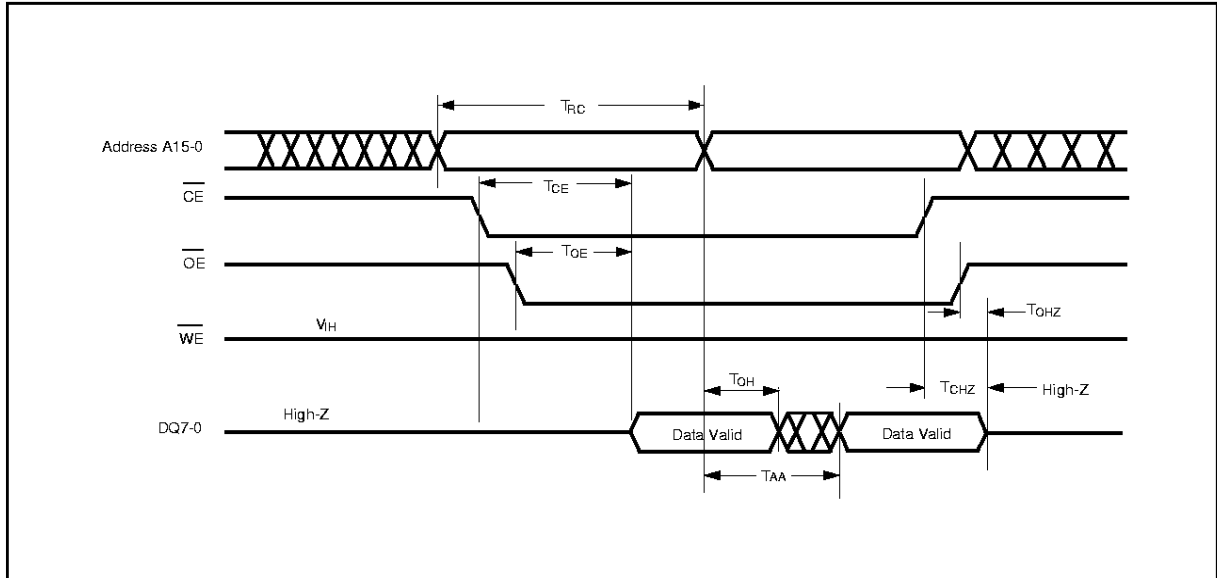 TRC
Address A15-0
TCE
CE
TOE
OE
TOHZ
VIH
WE
TOH
TCHZ
High-Z
High-Z
DQ7-0
Data Valid
Data Valid
TAA